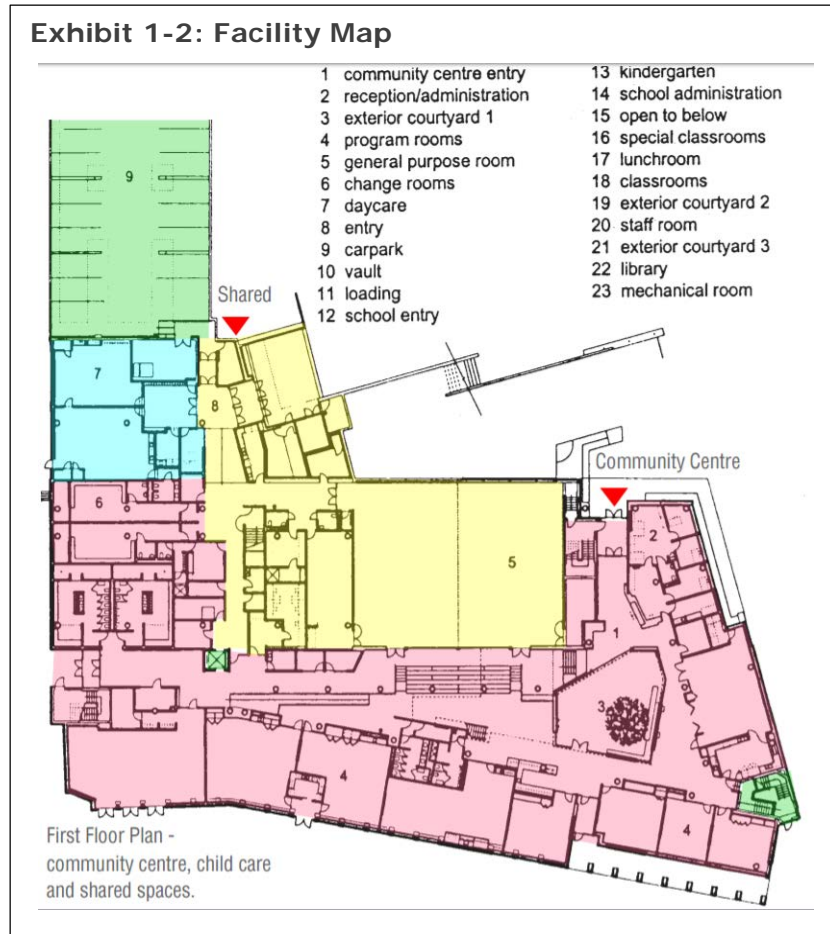 Exhibit 1-2: Facility Map
1 community centre entry
2 reception/administration
3 exterior courtyard 1
4 program rooms
5 general purpose room
6 change rooms
7 daycare
8 entry
9 carpark
10 vault
11 loading
12 school entry
13 kindergarten
14 school administration
15 open to below
16 special classrooms
17 lunchroom
18 classrooms
19 exterior courtyard 2
20 staff room
21 exterior courtyard 3
22 library
23 mechanical room
9
Shared
7
8
Community Centre
6
2
5
1
3
4
4
First Floor Plan -
community centre, child care
and shared spaces.